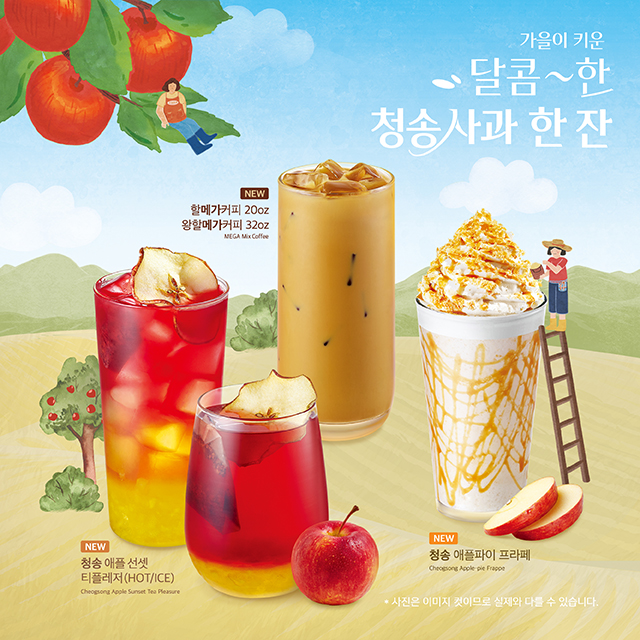 가을이 키운
달콤~한
청송사과 한 잔
NEW
할메가커피 20oz
왕할메가커피 32oz
MEGA Mix Coffee
NEW
청송 애플 선셋
티플레저(HOT/ICE)
Cheogsong Apple Sunset Tea Pleasure
NEW
청송 애플파이 프라페
Cheogsong Apple-pie Frappe
* 사진은 이미지 컷이므로 실제와 다를 수 있습니다.